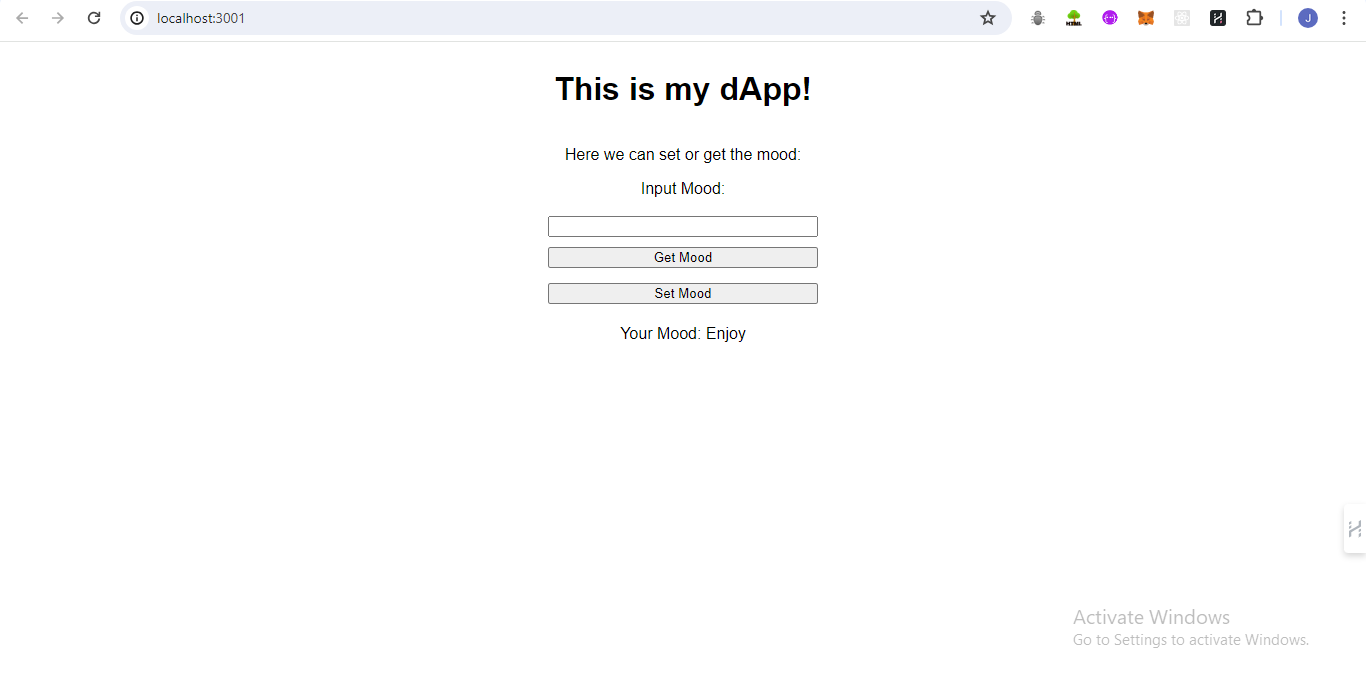 localhost:3001
HTML
J
This is my dApp!
Here we can set or get the mood:
Input Mood:
Get Mood
Set Mood
Your Mood: Enjoy
Activate Windows
Go to Settings to activate Windows.